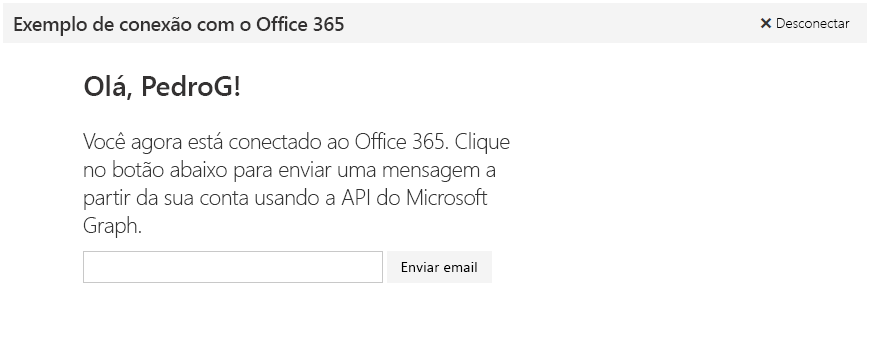 Exemplo de conexão com o Office 365
✕ Desconectar
Olá, PedroG!
Você agora está conectado ao Office 365. Clique
no botão abaixo para enviar uma mensagem a
partir da sua conta usando a API do Microsoft
Graph.
Enviar email